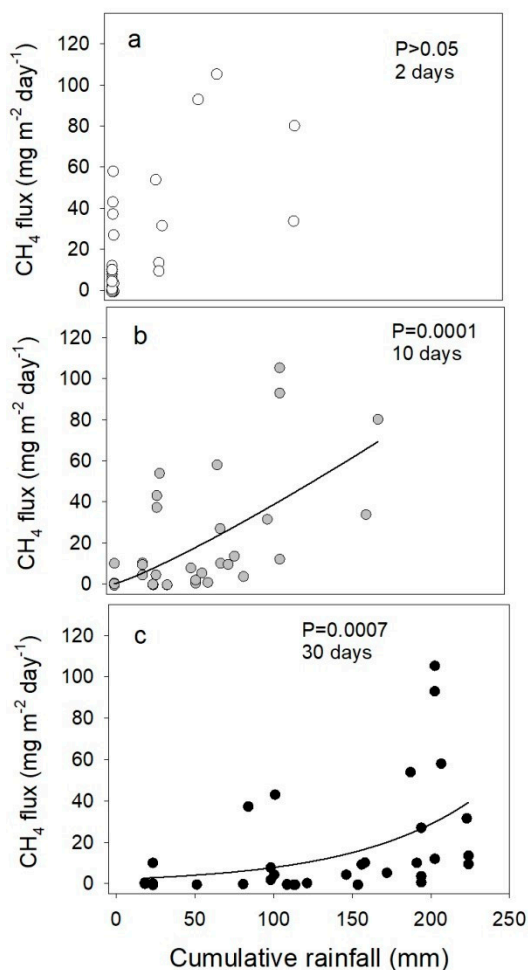 a
P>0.05
2 days
120
100
80
60
40
20
0
CH₄ flux (mg m⁻² day⁻¹)
b
P=0.0001
10 days
120
100
80
60
40
20
0
CH₄ flux (mg m⁻² day⁻¹)
c
P=0.0007
30 days
120
100
80
60
40
20
0
CH₄ flux (mg m⁻² day⁻¹)
0 50 100 150 200 250
Cumulative rainfall (mm)